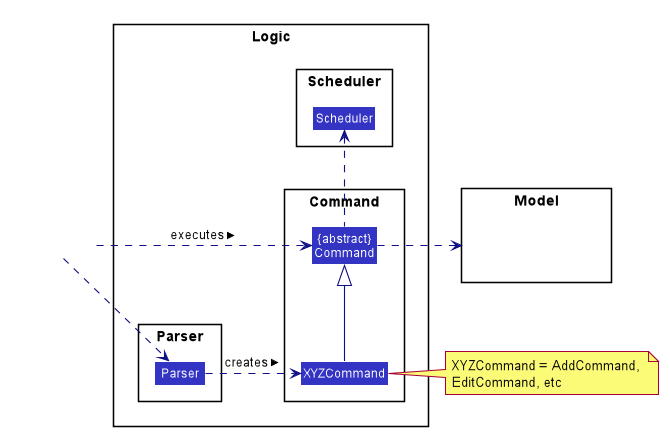 Logic
Scheduler
Scheduler
Command
Model
executes
{abstract}
Command
Parser
creates
Parser
XYZCommand
XYZCommand = AddCommand,
EditCommand, etc